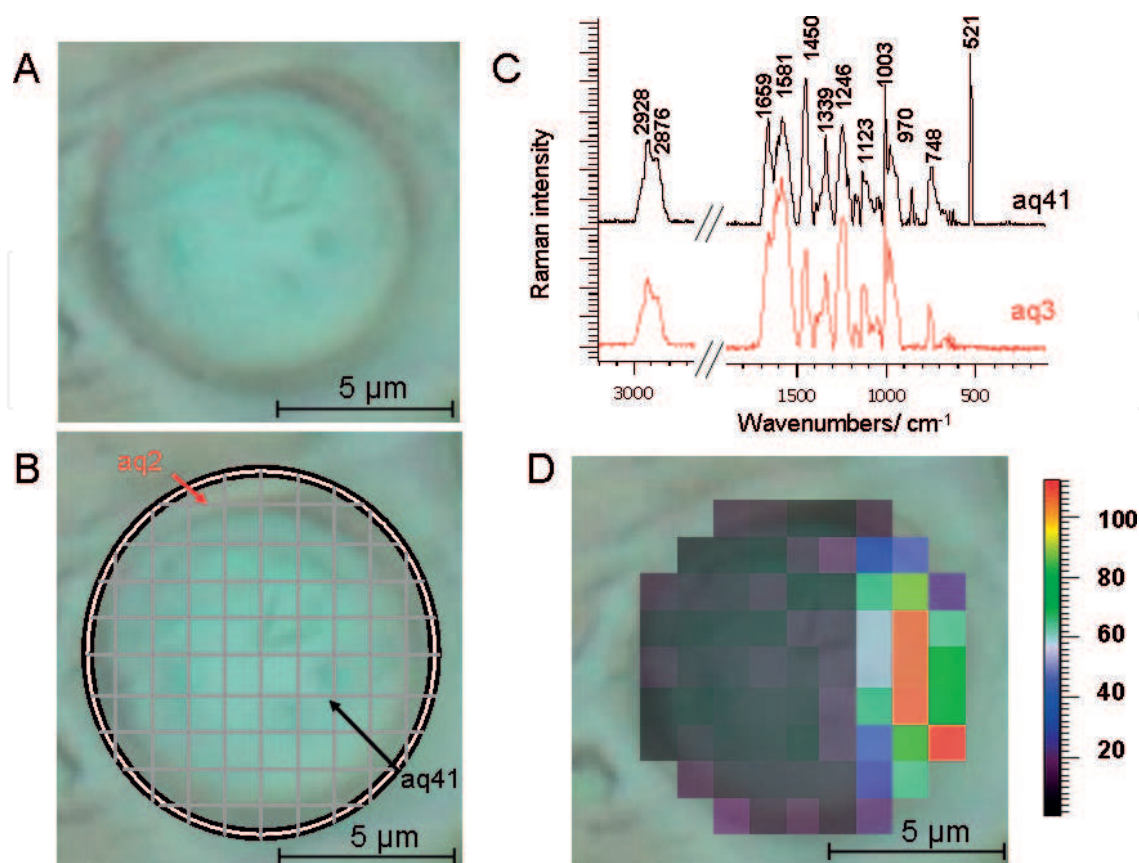 A
5 µm
B
aq2
aq41
5 µm
C
Raman intensity
2928
2876
1659
1581
1450
1339
1246
1123
1003
970
748
521
aq41
aq3
3000
1500
1000
500
Wavenumbers/ cm-1
D
5 µm
100
80
60
40
20